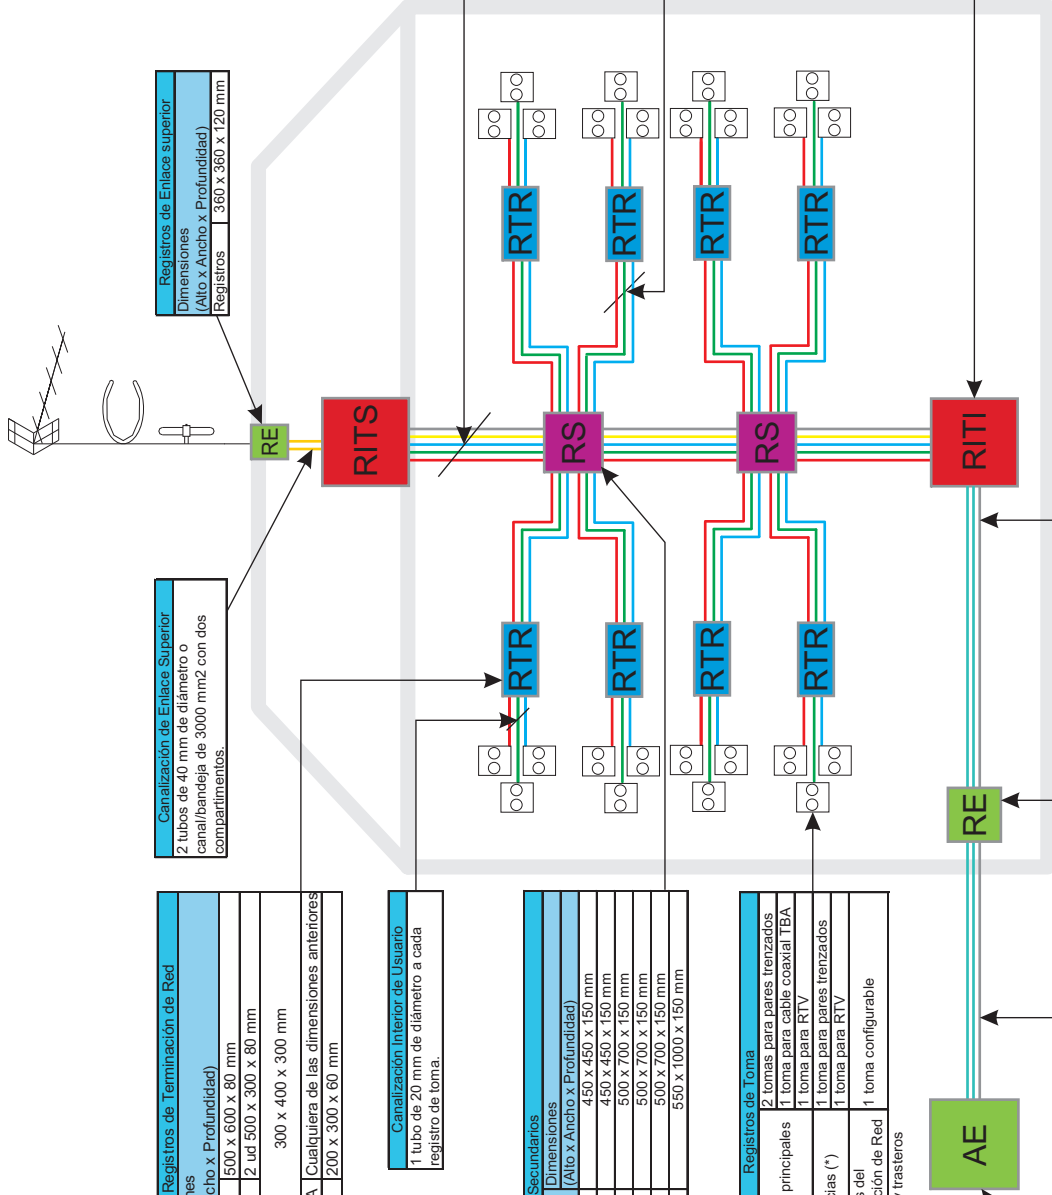 Registros de Enlace superior
Dimensiones
(Alto x Ancho x Profundidad)
Registros 360 x 360 x 120 mm
Canalización de Enlace Superior
2 tubos de 40 mm de diámetro o
canal/bandeja de 3000 mm2 con dos
compartimentos.
Registros de Terminación de Red
nes
cho x Profundidad)
500 x 600 x 80 mm
2 ud 500 x 300 x 80 mm
300 x 400 x 300 mm
A Cualquiera de las dimensiones anteriores
200 x 300 x 60 mm
Canalización Interior de Usuario
1 tubo de 20 mm de diámetro a cada
registro de toma.
Secundarios
Dimensiones
(Alto x Ancho x Profundidad)
450 x 450 x 150 mm
450 x 450 x 150 mm
500 x 700 x 150 mm
500 x 700 x 150 mm
500 x 700 x 150 mm
550 x 1000 x 150 mm
Registros de Toma
2 tomas para pares trenzados
principales 1 toma para cable coaxial TBA
1 toma para RTV
1 toma para pares trenzados
cias (*) 1 toma para RTV
s del
ción de Red 1 toma configurable
y trasteros
RE
RITS
RTR
RTR
RTR
RTR
RS
RS
RTR
RTR
RTR
RTR
RITI
RE
AE